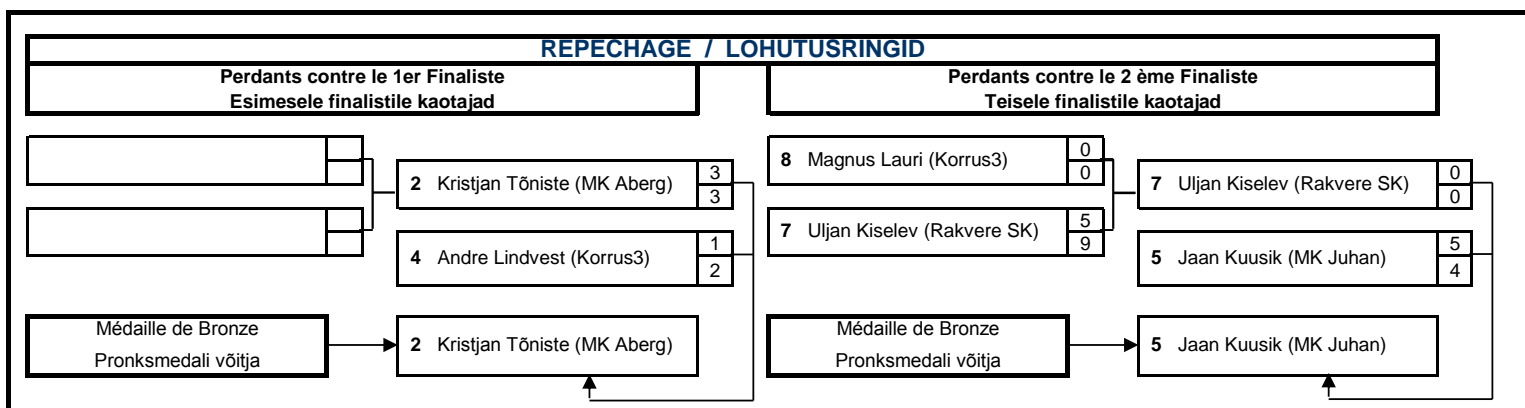 REPECHAGE / LOHUTUSRINGID
Perdants contre le 1er Finaliste
Esimesele finalistile kaotajad
Perdants contre le 2 ème Finaliste
Teisele finalistile kaotajad
2 Kristjan Tõniste (MK Aberg) 3
3
4 Andre Lindvest (Korrus3) 1
2
Médaille de Bronze
Pronksmedali võitja
2 Kristjan Tõniste (MK Aberg)
8 Magnus Lauri (Korrus3) 0
0
7 Uljan Kiselev (Rakvere SK) 5
9
7 Uljan Kiselev (Rakvere SK) 0
0
5 Jaan Kuusik (MK Juhan) 5
4
Médaille de Bronze
Pronksmedali võitja
5 Jaan Kuusik (MK Juhan)